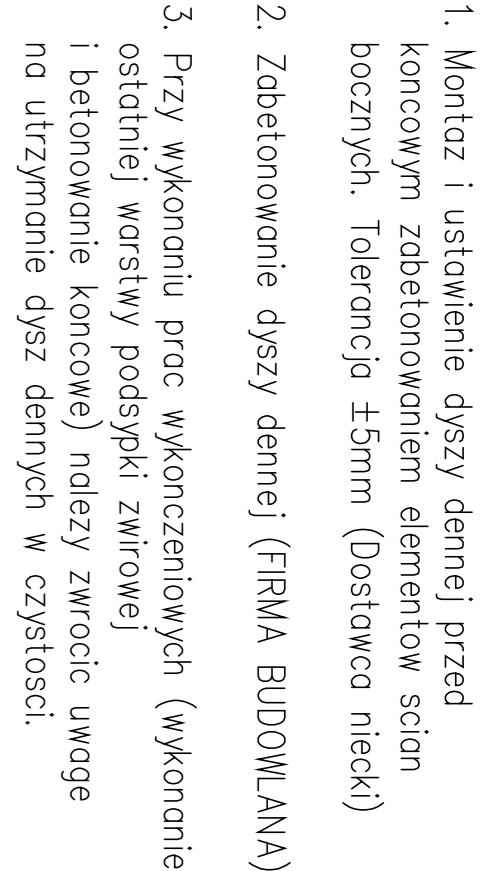 1. Montaz i ustawienie dyszy dennej przed
koncowym zabetonowaniem elementow scian
bocznych. Tolerancja ±5mm (Dostawca niecki)
2. Zabetonowanie dyszy dennej (FIRMA BUDOWLANA)
3. Przy wykonaniu prac wykonczeniowych (wykonanie
ostatniej warstwy podsypki zwirowej
i betonowanie koncowe) nalezy zwrocic uwage
na utrzymanie dysz dennych w czystosci.